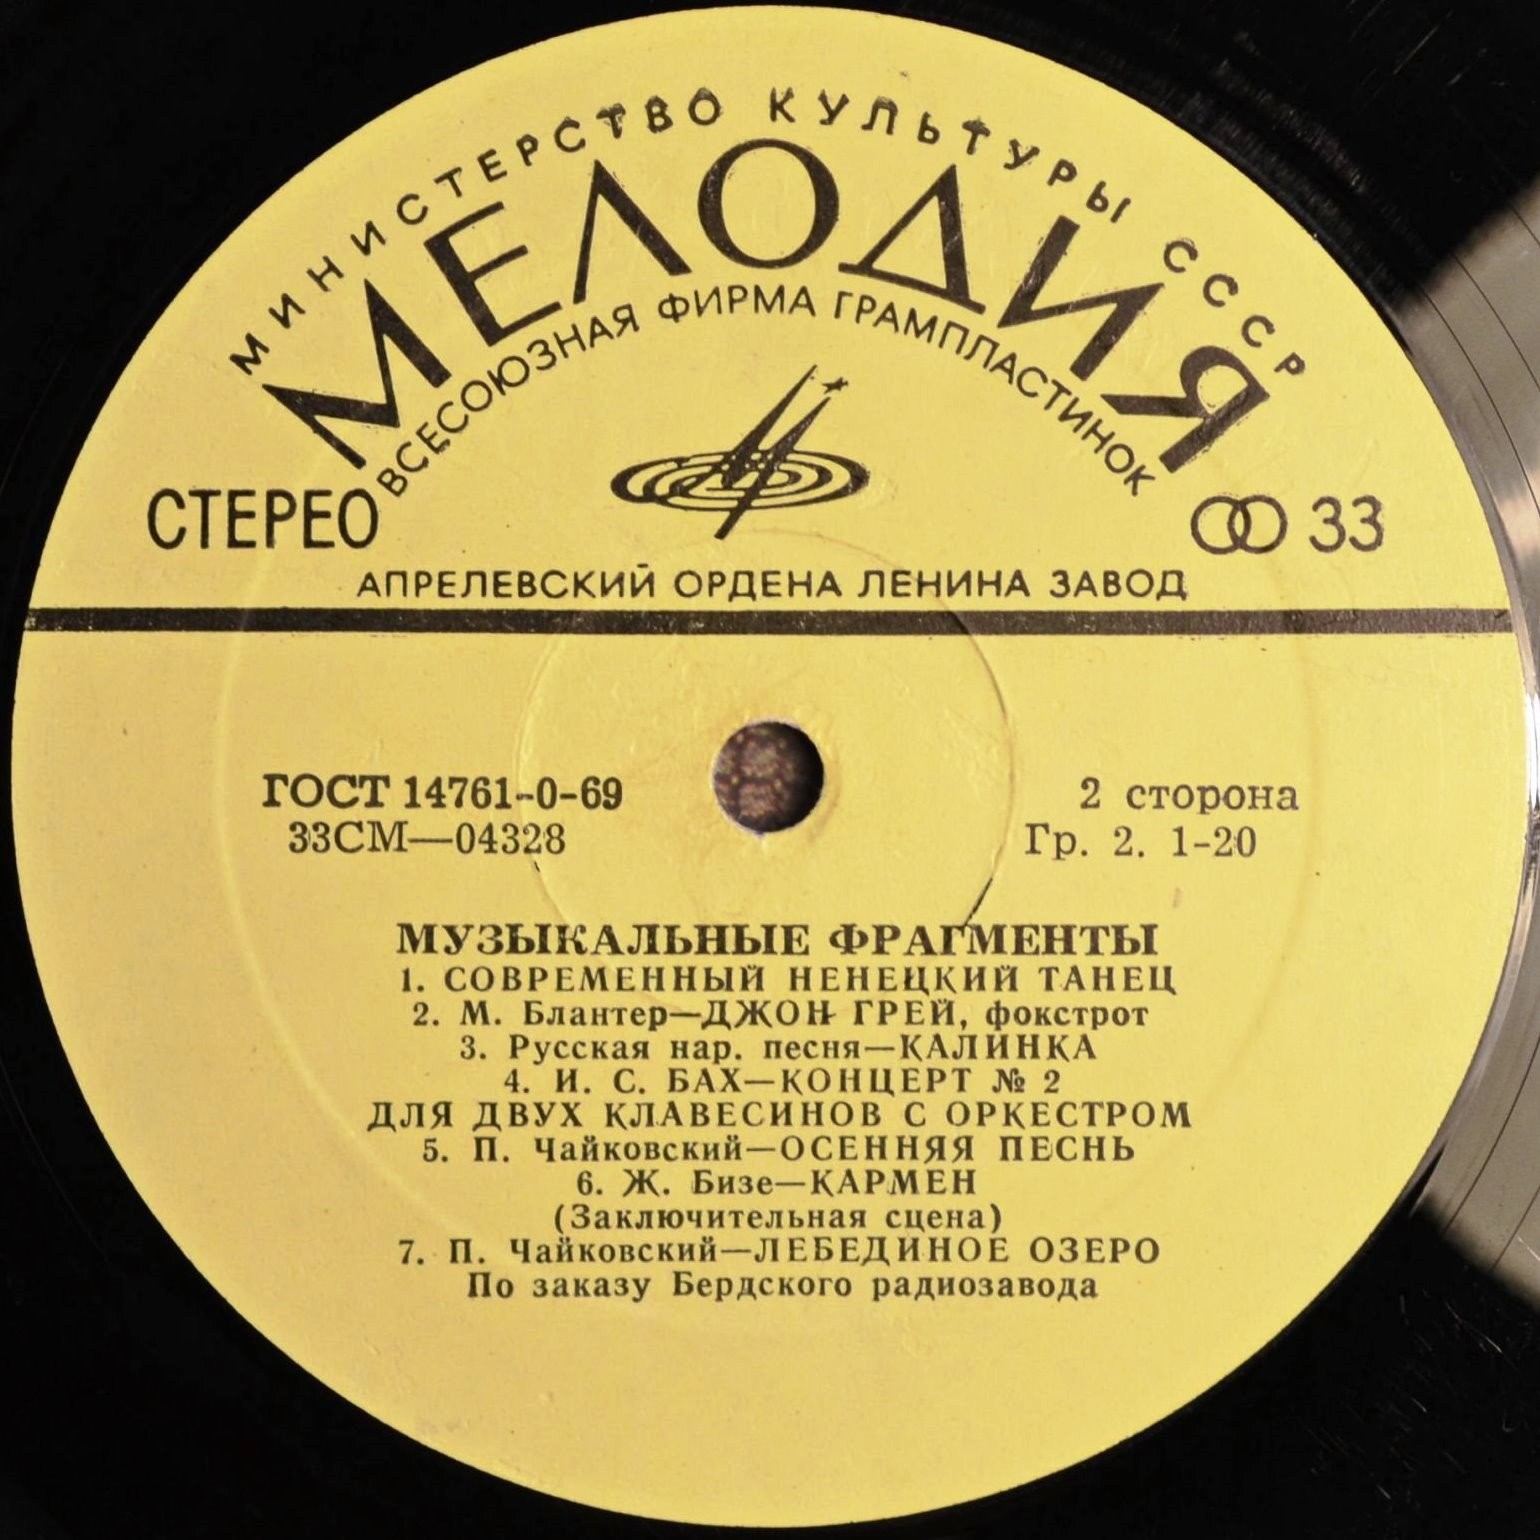 МИНИСТЕРСТВО КУЛЬТУРЫ СССР
МЕЛОДИЯ
ВСЕСОЮЗНАЯ ФИРМА ГРАМПЛАСТИНОК
СТЕРЕО 33
АПРЕЛЕВСКИЙ ОРДЕНА ЛЕНИНА ЗАВОД
ГОСТ 14761-0-69 2 сторона
33СМ—04328 Гр. 2. 1-20
МУЗЫКАЛЬНЫЕ ФРАГМЕНТЫ
1. СОВРЕМЕННЫЙ НЕНЕЦКИЙ ТАНЕЦ
2. М. Блантер—ДЖОН ГРЕЙ, фокстрот
3. Русская нар. песня—КАЛИНКА
4. И. С. БАХ—КОНЦЕРТ № 2
ДЛЯ ДВУХ КЛАВЕСИНОВ С ОРКЕСТРОМ
5. П. Чайковский—ОСЕННЯЯ ПЕСНЬ
6. Ж. Бизе—КАРМЕН
(Заключительная сцена)
7. П. Чайковский—ЛЕБЕДИНОЕ ОЗЕРО
По заказу Бердского радиозавода